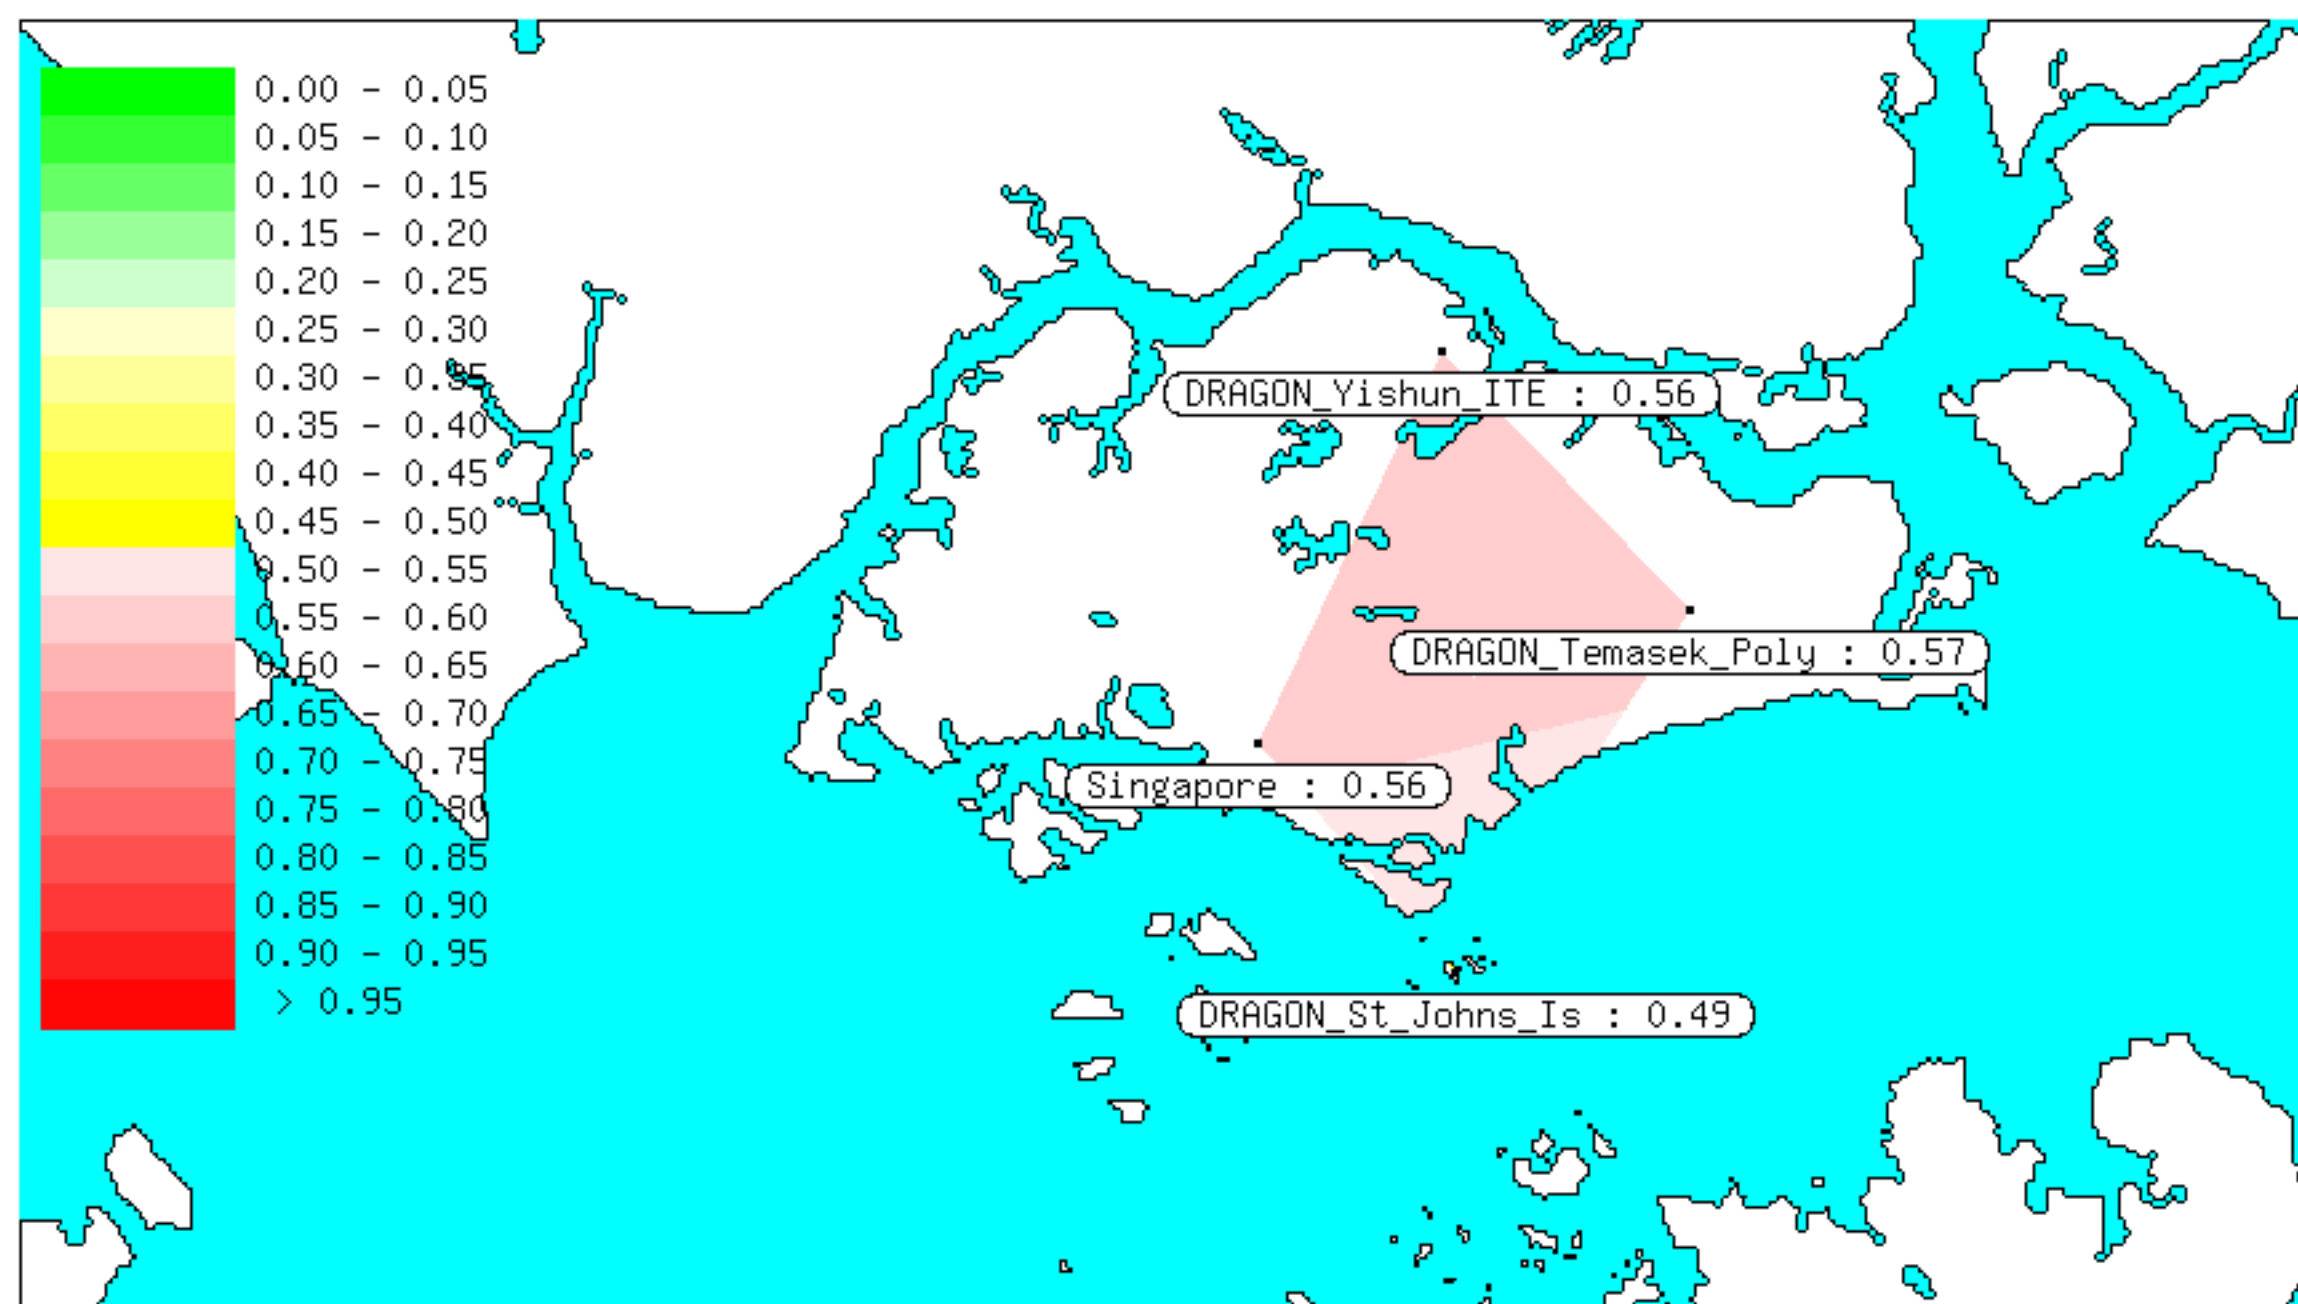 0.00 - 0.05
0.05 - 0.10
0.10 - 0.15
0.15 - 0.20
0.20 - 0.25
0.25 - 0.30
0.30 - 0.35
0.35 - 0.40
0.40 - 0.45
0.45 - 0.50
0.50 - 0.55
0.55 - 0.60
0.60 - 0.65
0.65 - 0.70
0.70 - 0.75
0.75 - 0.80
0.80 - 0.85
0.85 - 0.90
0.90 - 0.95
> 0.95
DRAGON_Yishun_ITE : 0.56
DRAGON_Temasek_Poly : 0.57
Singapore : 0.56
DRAGON_St_Johns_Is : 0.49